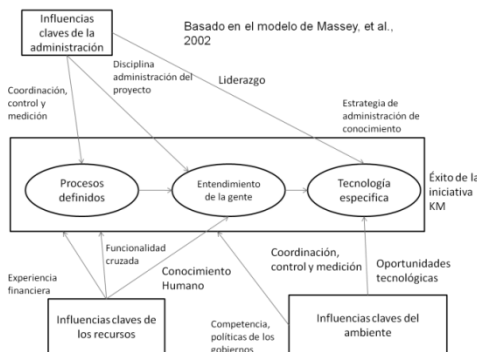 Influencias
claves de la
administración
Basado en el modelo de Massey, et al.,
2002
Disciplina
administración del
proyecto
Liderazgo
Coordinación,
control y
medición
Estrategia de
administración de
conocimiento
Procesos
definidos
Entendimiento
de la gente
Tecnología
especifica
Éxito de la
iniciativa
KM
Funcionalidad
cruzada
Experiencia
financiera
Conocimiento
Humano
Coordinación,
control y medición
Oportunidades
tecnológicas
Influencias claves de
los recursos
Competencia,
políticas de los
gobiernos
Influencias claves del
ambiente